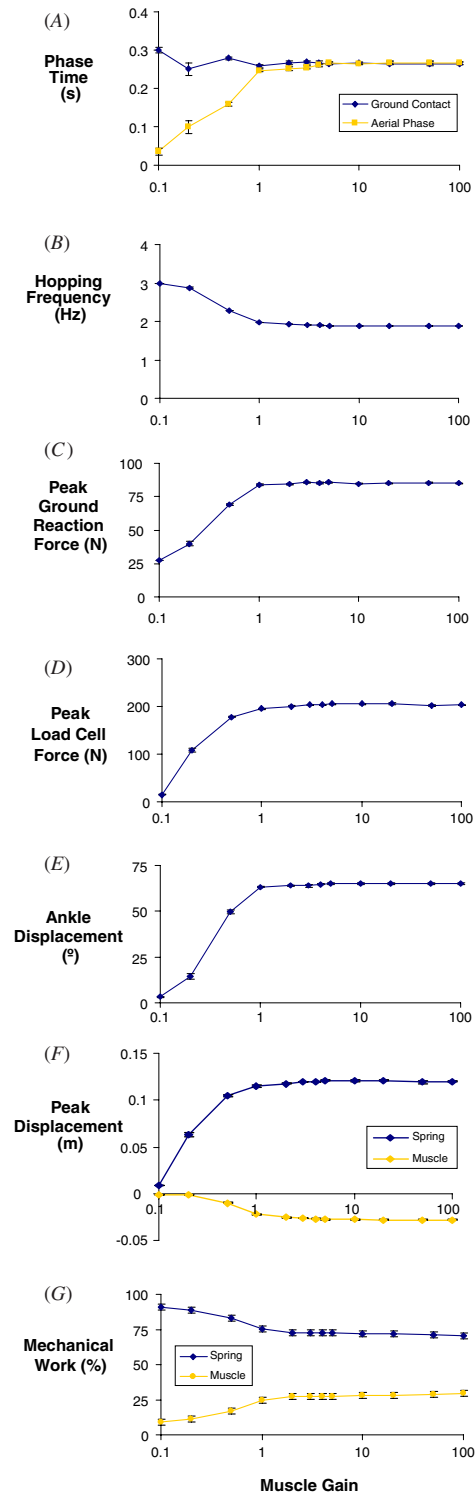 (A)
Phase
Time
(s)
0.4
0.3
0.2
0.1
0
Ground Contact
Aerial Phase
0.1 1 10 100
(B)
Hopping
Frequency
(Hz)
4
3
2
1
0
0.1 1 10 100
(C)
Peak
Ground
Reaction
Force (N)
100
75
50
25
0
0.1 1 10 100
(D)
Peak
Load Cell
Force (N)
300
200
100
0
0.1 1 10 100
(E)
Ankle
Displacement
(º)
75
50
25
0
0.1 1 10 100
(F)
Peak
Displacement
(m)
0.15
0.1
0.05
0
-0.05
Spring
Muscle
0.1 1 10 100
(G)
Mechanical
Work (%)
100
75
50
25
0
Spring
Muscle
0.1 1 10 100
Muscle Gain